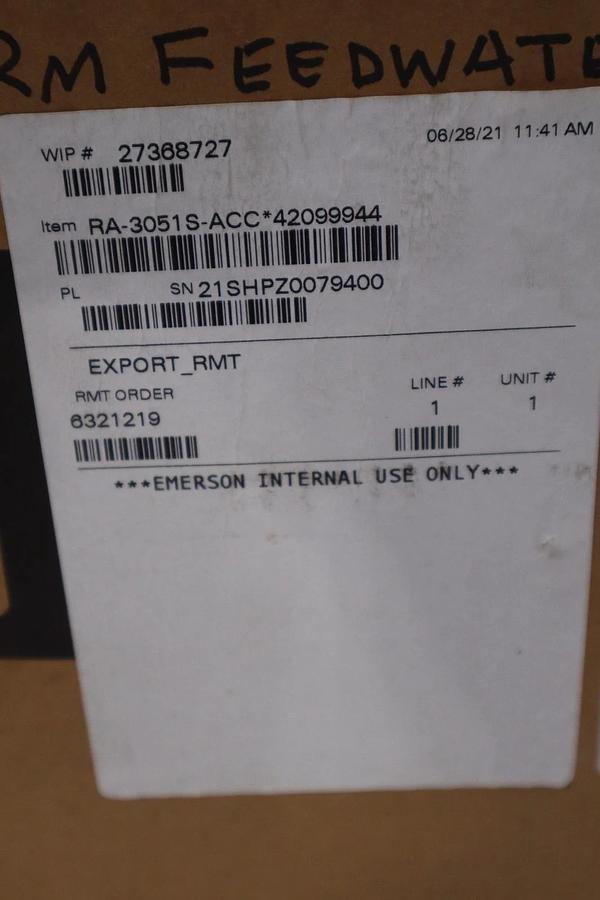 RM FEEDWATE
WIP # 27368727
06/28/21 11:41 AM
Item RA-3051S-ACC*42099944
PL SN 21SHPZ0079400
EXPORT_RMT
RMT ORDER LINE # UNIT #
6321219 1 1
***EMERSON INTERNAL USE ONLY***